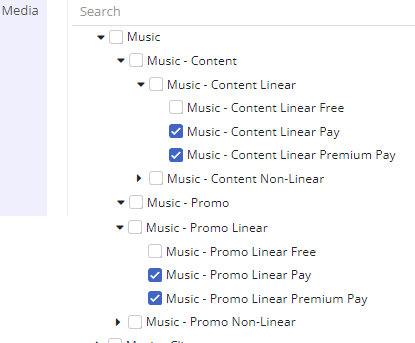 Media
Search
Music
Music - Content
Music - Content Linear
Music - Content Linear Free
Music - Content Linear Pay
Music - Content Linear Premium Pay
Music - Content Non-Linear
Music - Promo
Music - Promo Linear
Music - Promo Linear Free
Music - Promo Linear Pay
Music - Promo Linear Premium Pay
Music - Promo Non-Linear